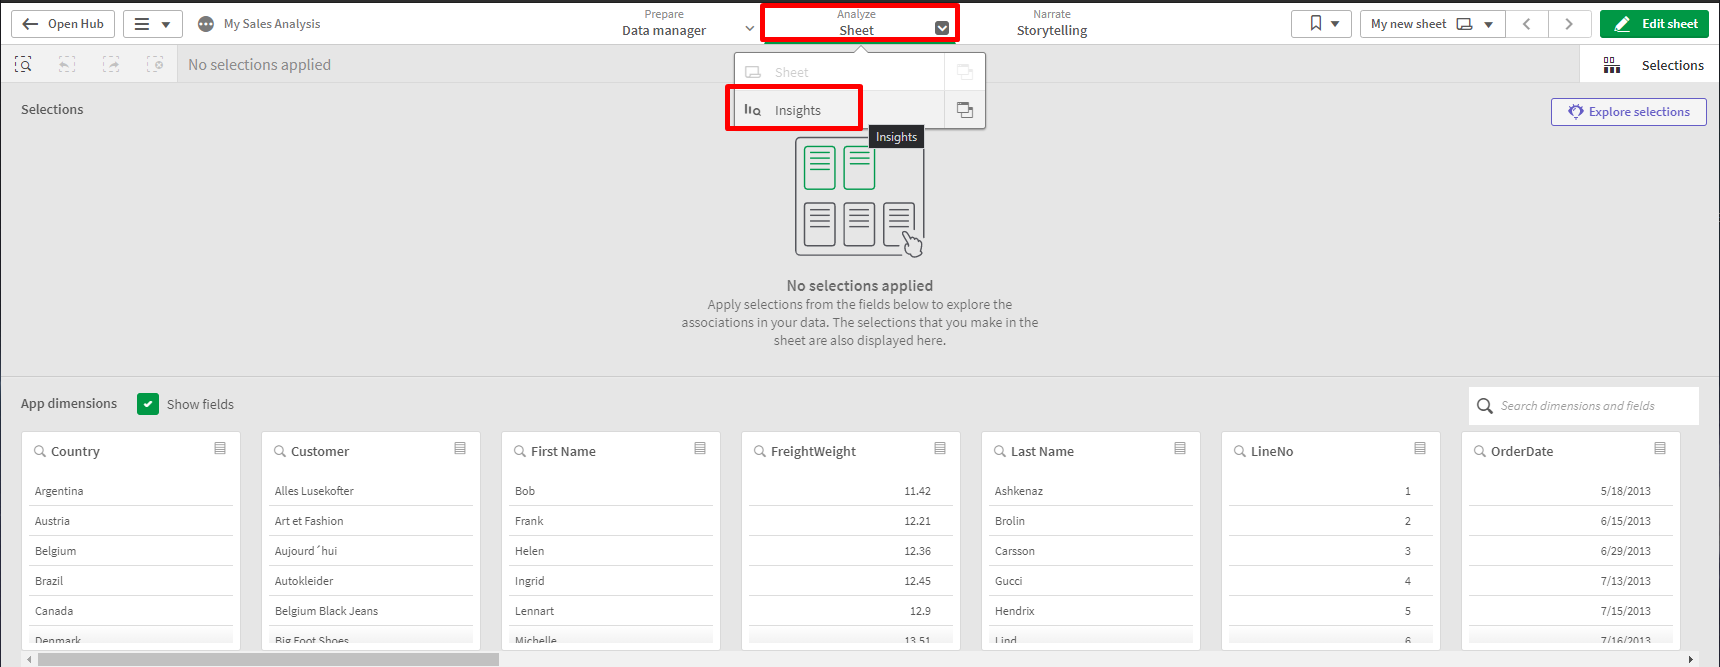 Open Hub
My Sales Analysis
Prepare
Data manager
Analyze
Sheet
Narrate
Storytelling
My new sheet
Edit sheet
No selections applied
Selections
Sheet
Insights
Insights
Selections
Explore selections
No selections applied
Apply selections from the fields below to explore the
associations in your data. The selections that you make in the
sheet are also displayed here.
App dimensions
Show fields
Search dimensions and fields
Country
Argentina
Austria
Belgium
Brazil
Canada
Denmark
Customer
Alles Lusekofter
Art et Fashion
Aujourd´hui
Autokleider
Belgium Black Jeans
Big Foot Shoes
First Name
Bob
Frank
Helen
Ingrid
Lennart
Michelle
FreightWeight
11.42
12.21
12.36
12.45
12.9
13.51
Last Name
Ashkenaz
Brolin
Carsson
Gucci
Hendrix
Lind
LineNo
1
2
3
4
5
6
OrderDate
5/18/2013
6/15/2013
6/29/2013
7/13/2013
7/15/2013
7/16/2013